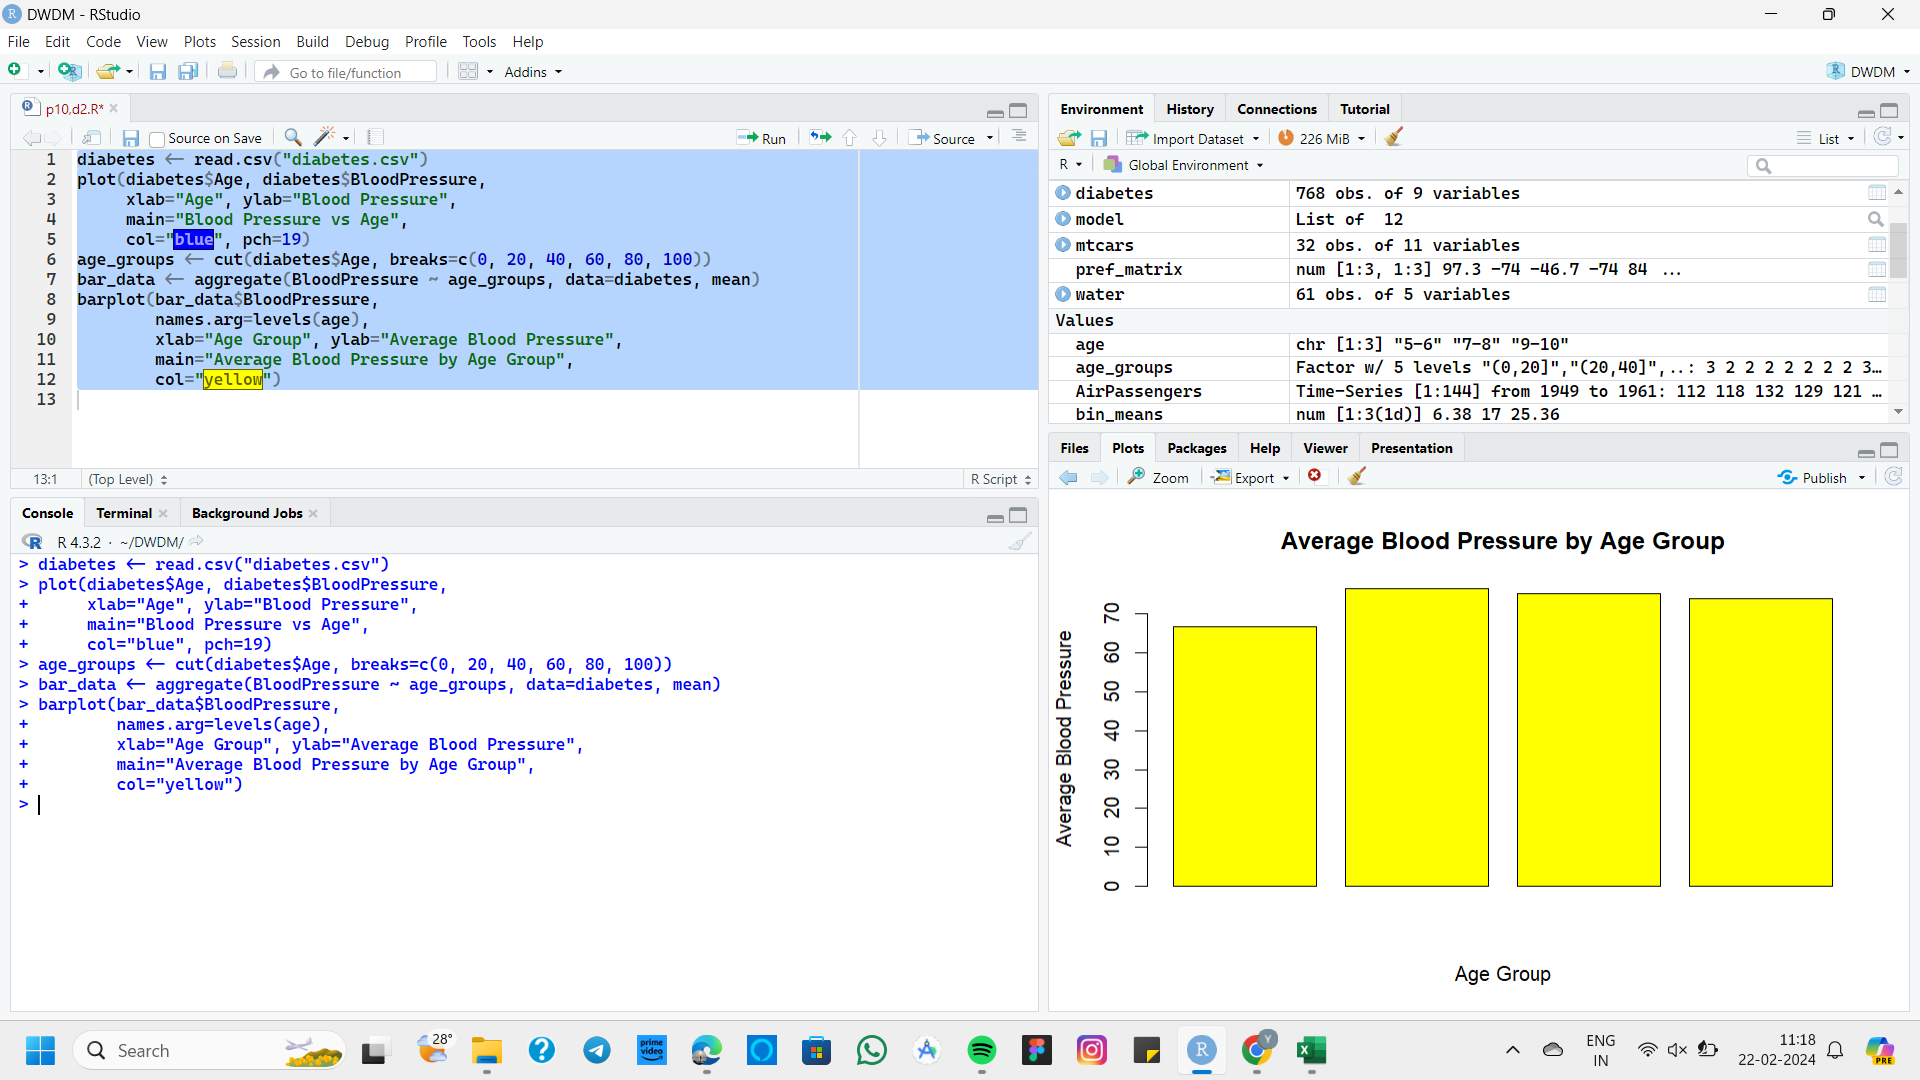 DWDM - RStudio
File Edit Code View Plots Session Build Debug Profile Tools Help
Go to file/function Addins DWDM
p10.d2.R*
Source on Save Run Source
1 diabetes <- read.csv("diabetes.csv")
2 plot(diabetes$Age, diabetes$BloodPressure,
3 xlab="Age", ylab="Blood Pressure",
4 main="Blood Pressure vs Age",
5 col="blue", pch=19)
6 age_groups <- cut(diabetes$Age, breaks=c(0, 20, 40, 60, 80, 100))
7 bar_data <- aggregate(BloodPressure ~ age_groups, data=diabetes, mean)
8 barplot(bar_data$BloodPressure,
9 names.arg=levels(age),
10 xlab="Age Group", ylab="Average Blood Pressure",
11 main="Average Blood Pressure by Age Group",
12 col="yellow")
13
13:1 (Top Level) R Script
Console Terminal Background Jobs
R 4.3.2 · ~/DWDM/
> diabetes <- read.csv("diabetes.csv")
> plot(diabetes$Age, diabetes$BloodPressure,
+ xlab="Age", ylab="Blood Pressure",
+ main="Blood Pressure vs Age",
+ col="blue", pch=19)
> age_groups <- cut(diabetes$Age, breaks=c(0, 20, 40, 60, 80, 100))
> bar_data <- aggregate(BloodPressure ~ age_groups, data=diabetes, mean)
> barplot(bar_data$BloodPressure,
+ names.arg=levels(age),
+ xlab="Age Group", ylab="Average Blood Pressure",
+ main="Average Blood Pressure by Age Group",
+ col="yellow")
>
Environment History Connections Tutorial
Import Dataset 226 MiB List
R Global Environment
diabetes 768 obs. of 9 variables
model List of 12
mtcars 32 obs. of 11 variables
pref_matrix num [1:3, 1:3] 97.3 -74 -46.7 -74 84 ...
water 61 obs. of 5 variables
Values
age chr [1:3] "5-6" "7-8" "9-10"
age_groups Factor w/ 5 levels "(0,20]","(20,40]",..: 3 2 2 2 2 2 2 2 3…
AirPassengers Time-Series [1:144] from 1949 to 1961: 112 118 132 129 121 …
bin_means num [1:3(1d)] 6.38 17 25.36
Files Plots Packages Help Viewer Presentation
Zoom Export Publish
Average Blood Pressure by Age Group
Average Blood Pressure
70
60
50
40
30
20
10
0
Age Group
Search
28°
prime video
Y
PRE
ENG
IN
11:18
22-02-2024